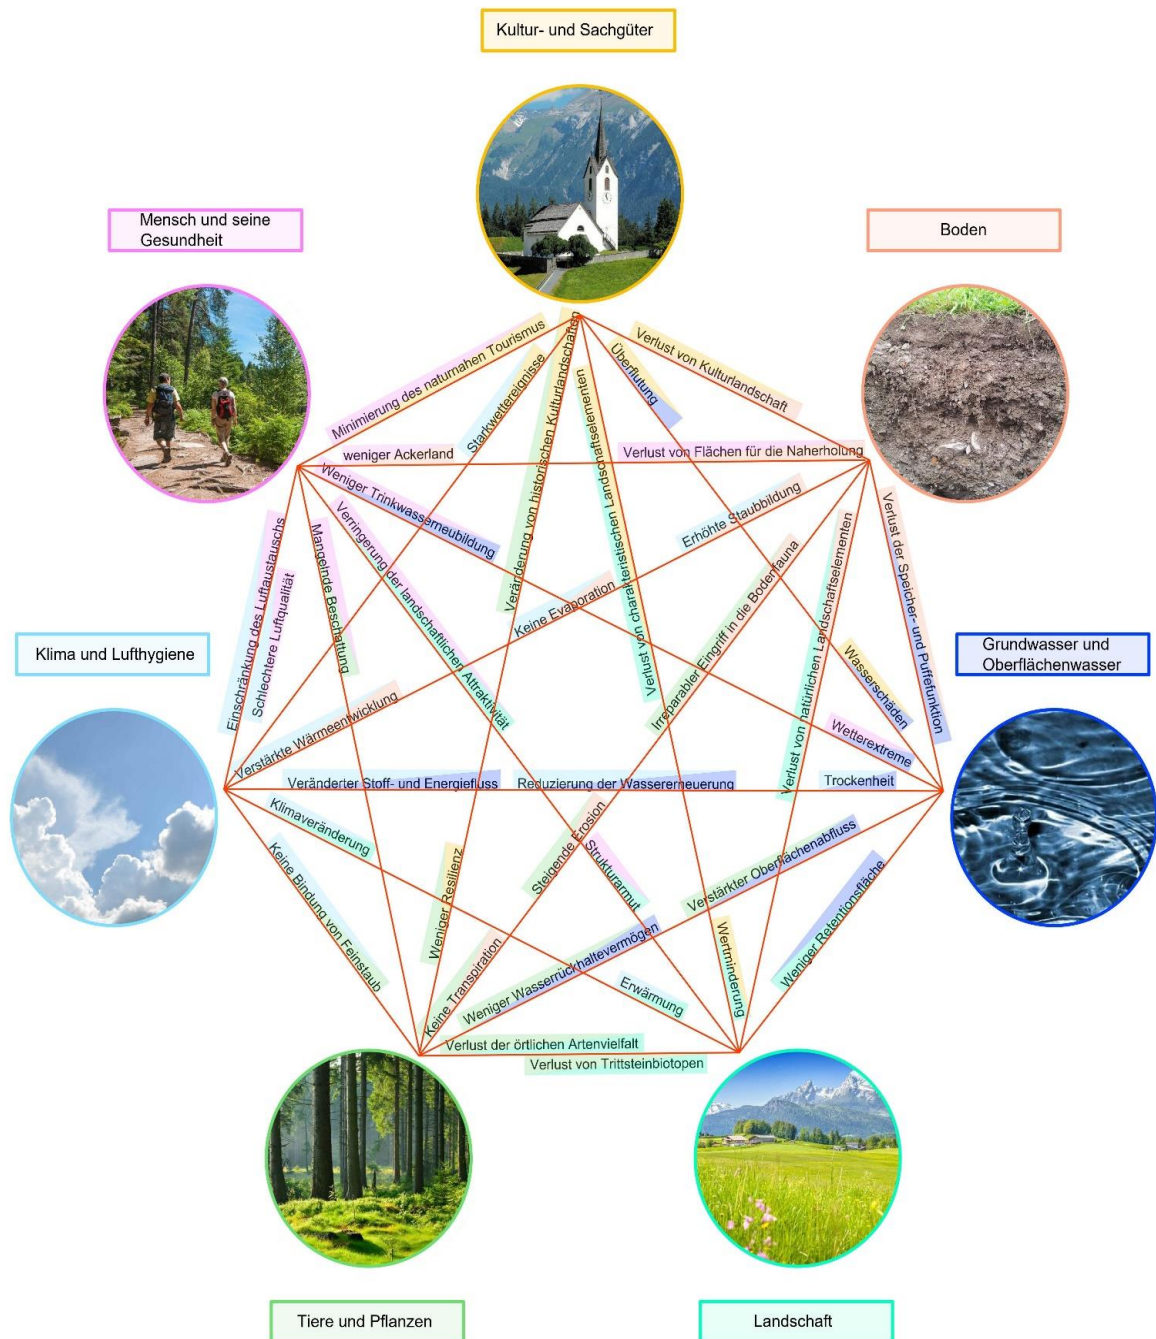 Kultur- und Sachgüter
Mensch und seine
Gesundheit
Boden
Minimierung des naturnahen Tourismus
Starkwettereignisse
Veränderung von historischen Kulturlandschaften
Verlust von charakteristischen Landschaftselementen
Überflutung
Verlust von Kulturlandschaft
weniger Ackerland
Verlust von Flächen für die Naherholung
Weniger Trinkwasserneubildung
Verringerung der landschaftlichen Attraktivität
Mangelnde Beschattung
Einschränkung des Luftaustauschs
Schlechtere Luftqualität
Erhöhte Staubbildung
Keine Evaporation
Irreparabler Eingriff in die Bodenfauna
Verlust von natürlichen Landschaftselementen
Verlust der Speicher- und Puffefunktion
Klima und Lufthygiene
Grundwasser und
Oberflächenwasser
Wasserschäden
Wetterextreme
Verstärkte Wärmeentwicklung
Veränderter Stoff- und Energiefluss
Reduzierung der Wassererneuerung
Trockenheit
Klimaveränderung
Keine Bindung von Feinstaub
Weniger Resilienz
Steigende Erosion
Strukturarmut
Verstärkter Oberflächenabfluss
Weniger Retentionsfläche
Keine Transpiration
Weniger Wasserrückhaltevermögen
Erwärmung
Wertminderung
Verlust der örtlichen Artenvielfalt
Verlust von Trittsteinbiotopen
Tiere und Pflanzen
Landschaft